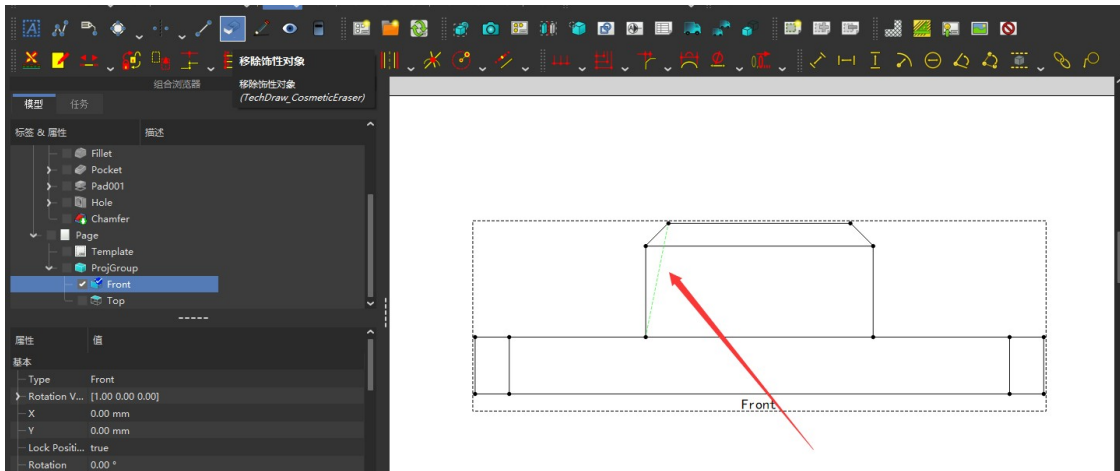 移除饰性对象
移除饰性对象
(TechDraw_CosmeticEraser)
组合浏览器
模型
任务
标签 & 属性
描述
Fillet
Pocket
Pad001
Hole
Chamfer
Page
Template
ProjGroup
Front
Top
属性
值
基本
Type
Front
Rotation V...
[1.00 0.00 0.00]
X
0.00 mm
Y
0.00 mm
Lock Positi...
true
Rotation
0.00 °
Front